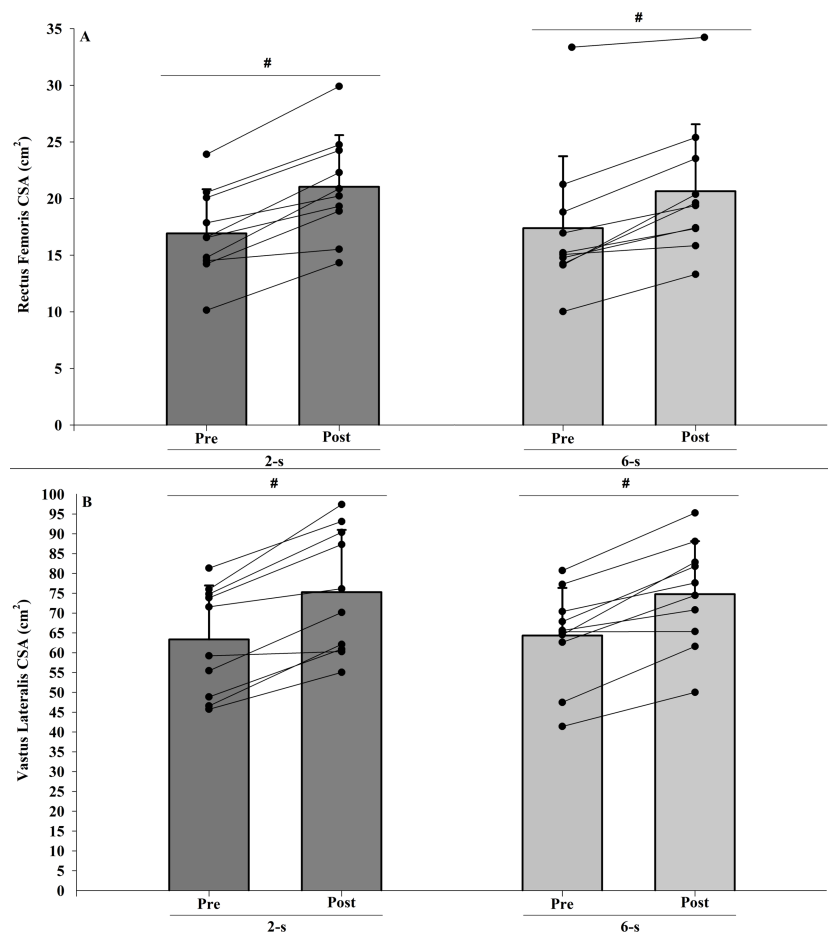 A
#
#
Rectus Femoris CSA (cm²)
35
30
25
20
15
10
5
0
Pre
Post
Pre
Post
2-s
6-s
B
#
#
Vastus Lateralis CSA (cm²)
100
95
90
85
80
75
70
65
60
55
50
45
40
35
30
25
20
15
10
5
0
Pre
Post
Pre
Post
2-s
6-s